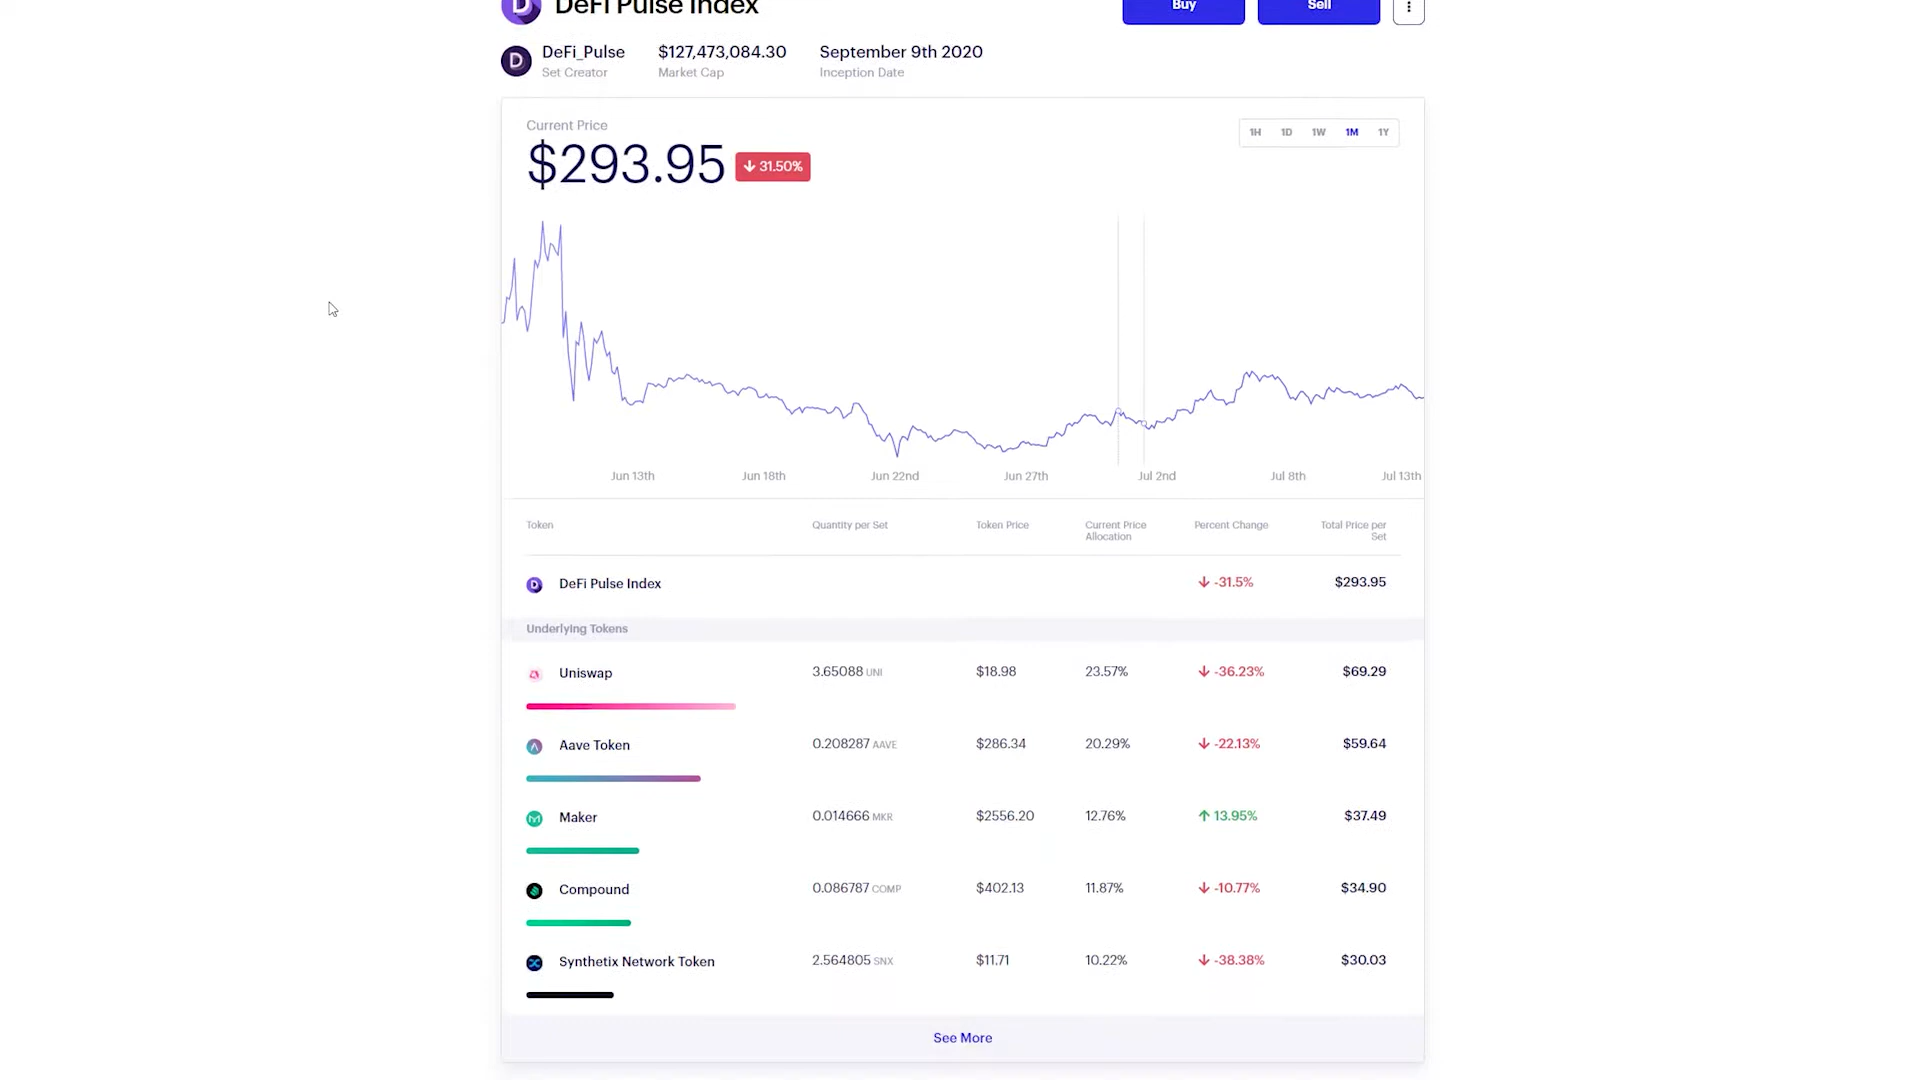 DeFi Pulse Index
Buy
Sell
DeFi_Pulse
$127,473,084.30
September 9th 2020
Set Creator
Market Cap
Inception Date
Current Price
1H 1D 1W 1M 1Y
$293.95 31.50%
Jun 13th Jun 18th Jun 22nd Jun 27th Jul 2nd Jul 8th Jul 13th
Token Quantity per Set Token Price Current Price Percent Change Total Price per
Allocation Set
DeFi Pulse Index -31.5% $293.95
Underlying Tokens
Uniswap 3.65088 UNI $18.98 23.57% -36.23% $69.29
Aave Token 0.208287 AAVE $286.34 20.29% -22.13% $59.64
Maker 0.014666 MKR $2556.20 12.76% 13.95% $37.49
Compound 0.086787 COMP $402.13 11.87% -10.77% $34.90
Synthetix Network Token 2.564805 SNX $11.71 10.22% -38.38% $30.03
See More